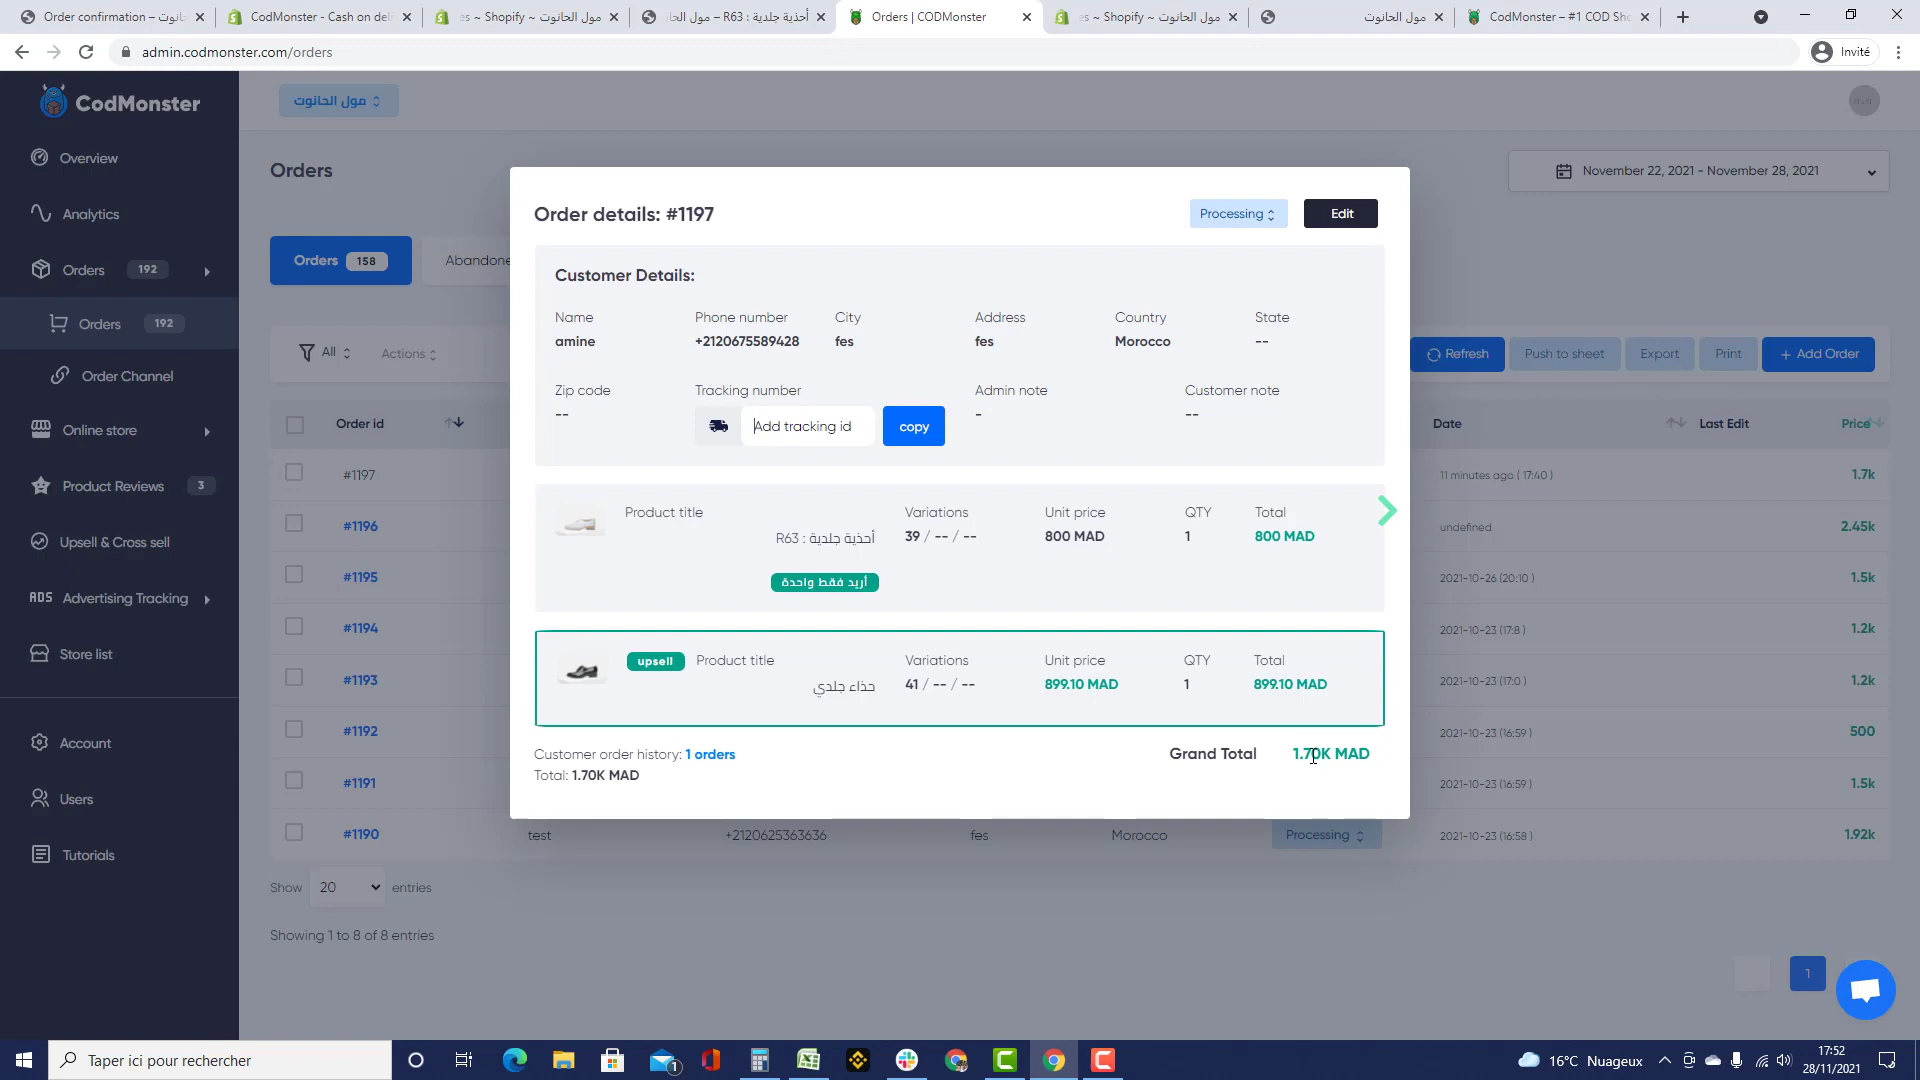 Order confirmation – مول الحانوت
CodMonster - Cash on deli
es ~ Shopify ~ مول الحانوت
أحذية جلدية : R63 – مول الحا
Orders | CODMonster
es ~ Shopify ~ مول الحانوت
مول الحانوت
CodMonster – #1 COD Sho
admin.codmonster.com/orders
Invité
CodMonster
مول الحانوت
Overview
Analytics
Orders 192
Orders 192
Order Channel
Online store
Product Reviews 3
Upsell & Cross sell
ADS Advertising Tracking
Store list
Account
Users
Tutorials
Orders
November 22, 2021 - November 28, 2021
Orders 158
Abandone
All
Actions
Refresh
Push to sheet
Export
Print
+ Add Order
Order id
Date
Last Edit
Price
#1197
11 minutes ago ( 17:40 )
1.7k
#1196
undefined
2.45k
#1195
2021-10-26 (20:10 )
1.5k
#1194
2021-10-23 (17:8 )
1.2k
#1193
2021-10-23 (17:0 )
1.2k
#1192
2021-10-23 (16:59 )
500
#1191
2021-10-23 (16:59 )
1.5k
#1190
test
+2120625363636
fes
Morocco
Processing
2021-10-23 (16:58 )
1.92k
Order details: #1197
Processing
Edit
Customer Details:
Name
Phone number
City
Address
Country
State
amine
+2120675589428
fes
fes
Morocco
--
Zip code
Tracking number
Admin note
Customer note
--
Add tracking id
copy
-
--
Product title
Variations
Unit price
QTY
Total
أحذية جلدية : R63
39 / -- / --
800 MAD
1
800 MAD
أريد فقط واحدة
upsell
Product title
Variations
Unit price
QTY
Total
حذاء جلدي
41 / -- / --
899.10 MAD
1
899.10 MAD
Customer order history: 1 orders
Grand Total
1.70K MAD
Total: 1.70K MAD
Show 20 entries
Showing 1 to 8 of 8 entries
1
Taper ici pour rechercher
1
16°C Nuageux
17:52
28/11/2021